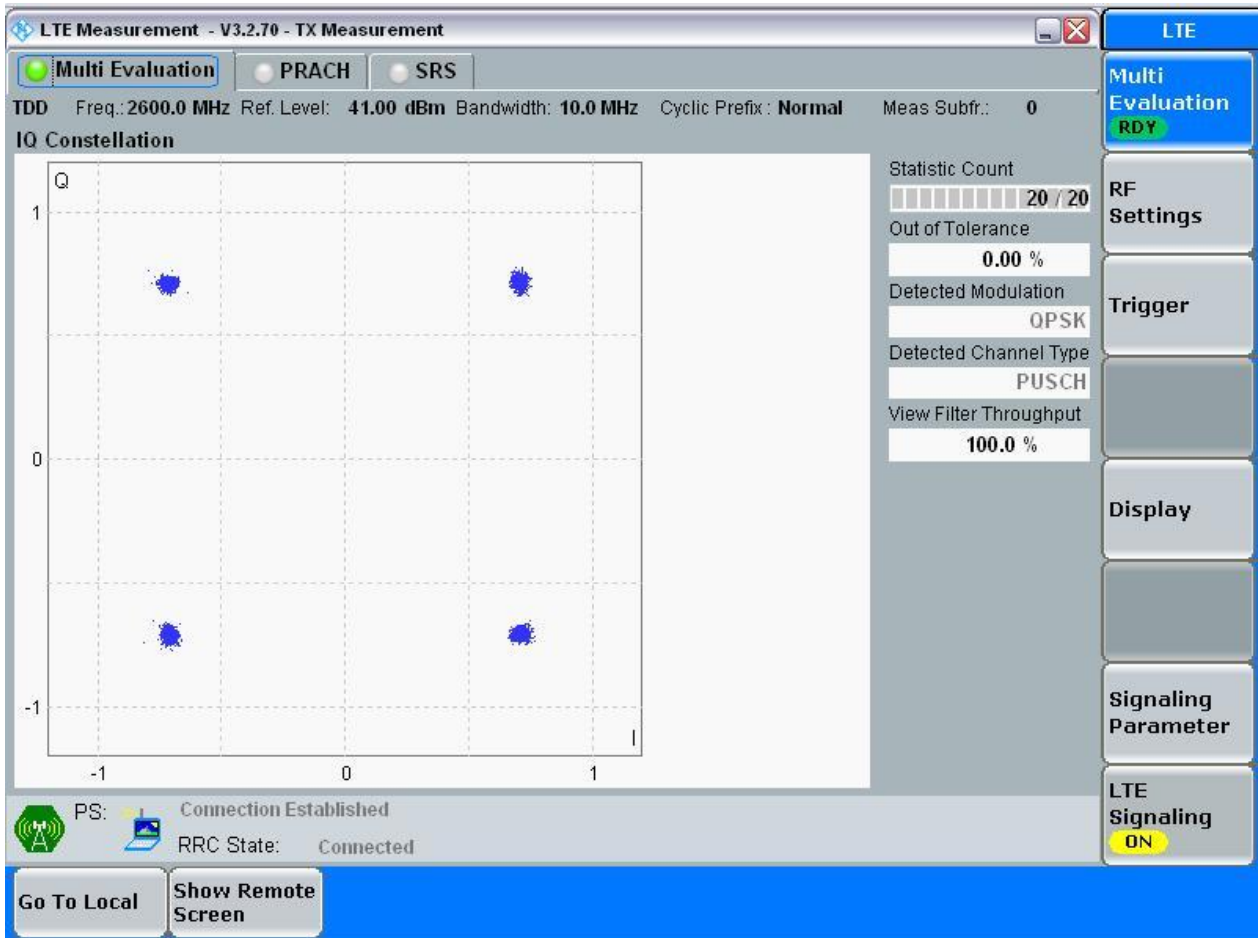 LTE Measurement - V3.2.70 - TX Measurement
LTE
Multi Evaluation PRACH SRS
TDD Freq.: 2600.0 MHz Ref. Level: 41.00 dBm Bandwidth: 10.0 MHz Cyclic Prefix : Normal Meas Subfr.: 0
IQ Constellation
Q
1
0
-1
-1 0 1
I
Statistic Count
20 / 20
Out of Tolerance
0.00 %
Detected Modulation
QPSK
Detected Channel Type
PUSCH
View Filter Throughput
100.0 %
Multi
Evaluation
RDY
RF
Settings
Trigger
Display
Signaling
Parameter
LTE
Signaling
ON
PS: Connection Established
RRC State: Connected
Go To Local
Show Remote
Screen